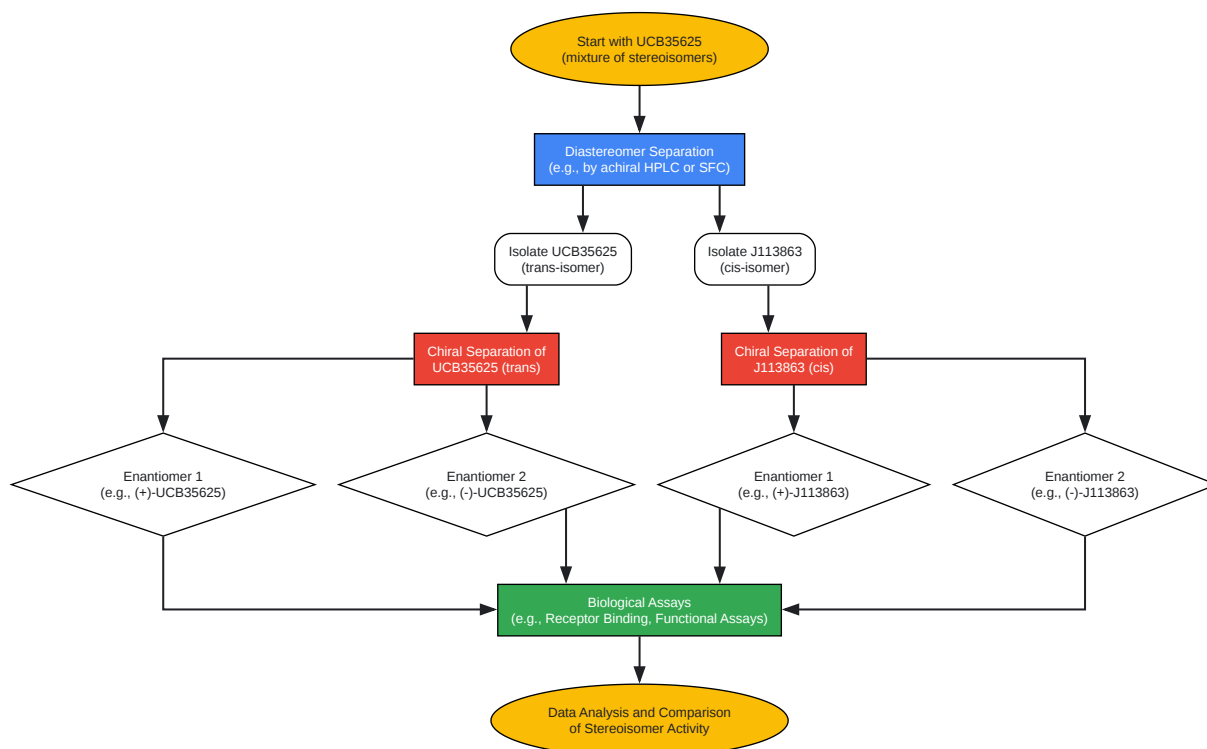 Start with UCB35625
(mixture of stereoisomers)
Diastereomer Separation
(e.g., by achiral HPLC or SFC)
Isolate UCB35625
(trans-isomer)
Isolate J113863
(cis-isomer)
Chiral Separation of
UCB35625 (trans)
Chiral Separation of
J113863 (cis)
Enantiomer 1
(e.g., (+)-UCB35625)
Enantiomer 2
(e.g., (-)-UCB35625)
Enantiomer 1
(e.g., (+)-J113863)
Enantiomer 2
(e.g., (-)-J113863)
Biological Assays
(e.g., Receptor Binding, Functional Assays)
Data Analysis and Comparison
of Stereoisomer Activity